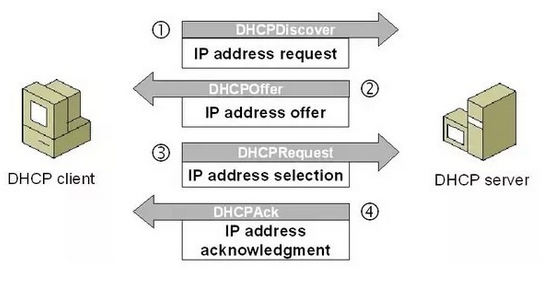 ① DHCPDiscover
IP address request
DHCPOffer ②
IP address offer
③ DHCPRequest
IP address selection
DHCP client
DHCP server
DHCPAck ④
IP address
acknowledgment